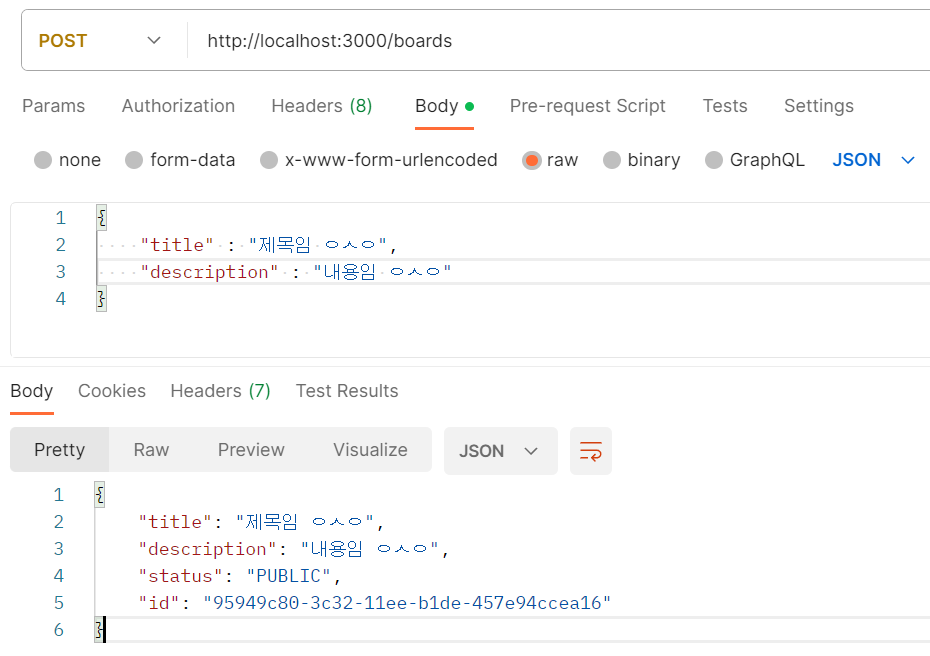 POST http://localhost:3000/boards
Params Authorization Headers (8) Body Pre-request Script Tests Settings
none form-data x-www-form-urlencoded raw binary GraphQL JSON
1 {
2 ····"title"·:·"제목임·ㅇㅅㅇ",
3 ····"description"·:·"내용임·ㅇㅅㅇ"
4 }
Body Cookies Headers (7) Test Results
Pretty Raw Preview Visualize JSON
1 {
2 "title": "제목임 ㅇㅅㅇ",
3 "description": "내용임 ㅇㅅㅇ",
4 "status": "PUBLIC",
5 "id": "95949c80-3c32-11ee-b1de-457e94ccea16"
6 }